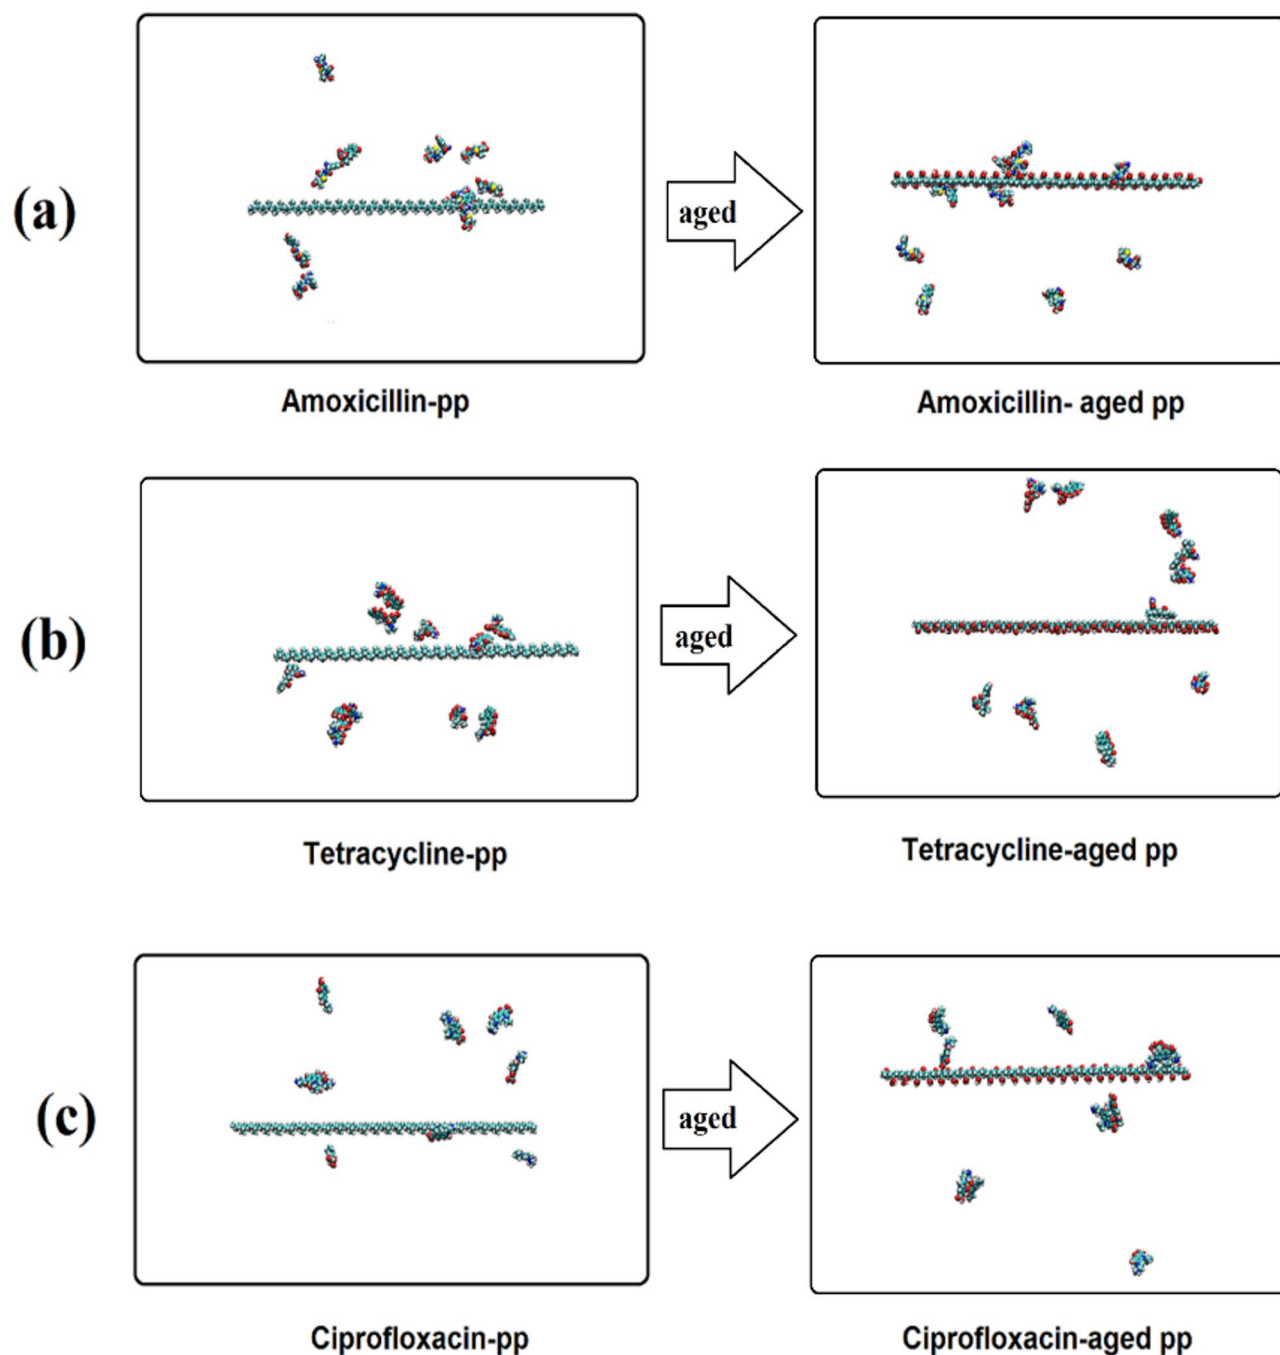 (a)
aged
Amoxicillin-pp
Amoxicillin- aged pp
(b)
aged
Tetracycline-pp
Tetracycline-aged pp
(c)
aged
Ciprofloxacin-pp
Ciprofloxacin-aged pp